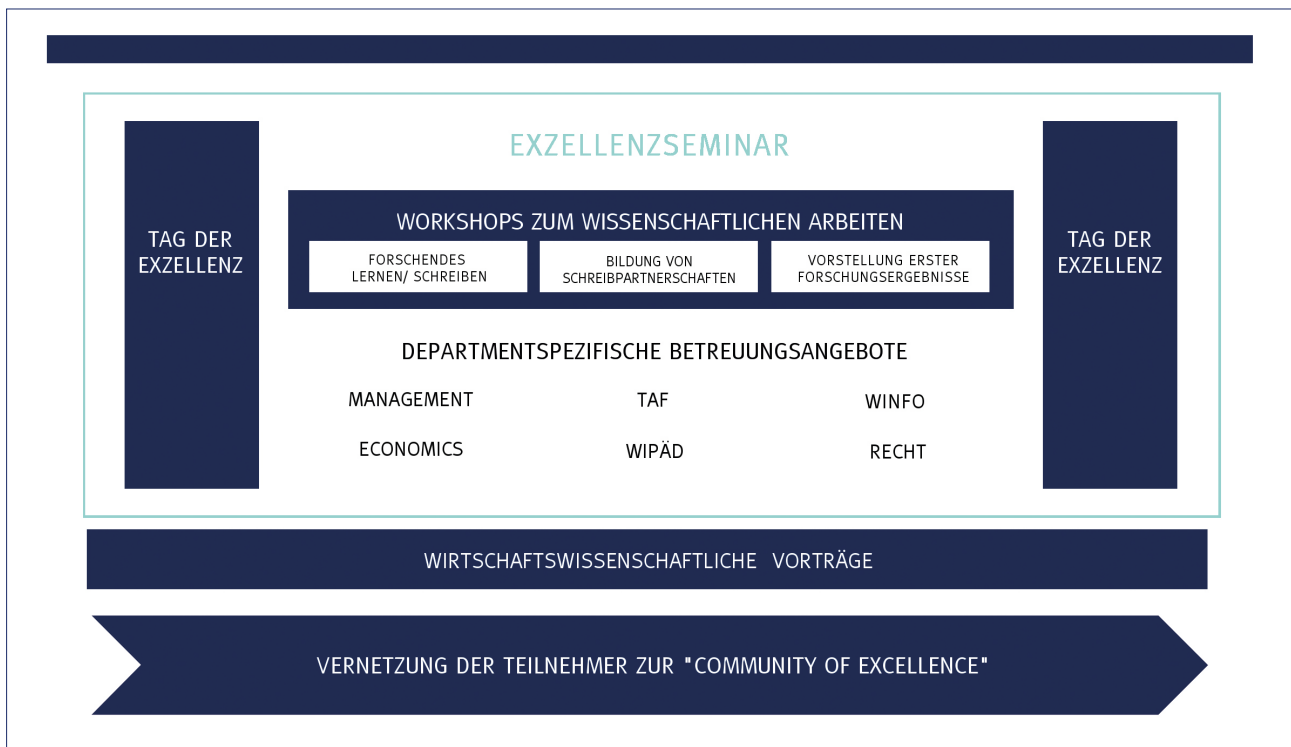 EXZELLENZSEMINAR
TAG DER
EXZELLENZ
WORKSHOPS ZUM WISSENSCHAFTLICHEN ARBEITEN
FORSCHENDES
LERNEN/ SCHREIBEN
BILDUNG VON
SCHREIBPARTNERSCHAFTEN
VORSTELLUNG ERSTER
FORSCHUNGSERGEBNISSE
TAG DER
EXZELLENZ
DEPARTMENTSPEZIFISCHE BETREUUNGSANGEBOTE
MANAGEMENT
TAF
WINFO
ECONOMICS
WIPÄD
RECHT
WIRTSCHAFTSWISSENSCHAFTLICHE VORTRÄGE
VERNETZUNG DER TEILNEHMER ZUR "COMMUNITY OF EXCELLENCE"